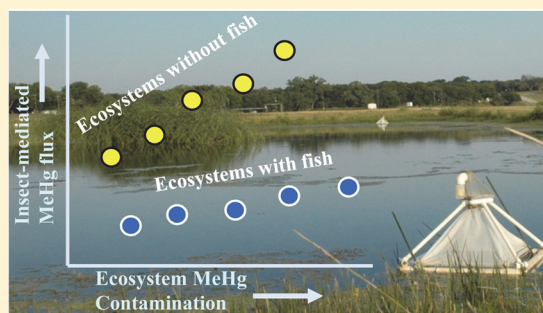 Insect-mediated
MeHg flux
Ecosystems without fish
Ecosystems with fish
Ecosystem MeHg
Contamination